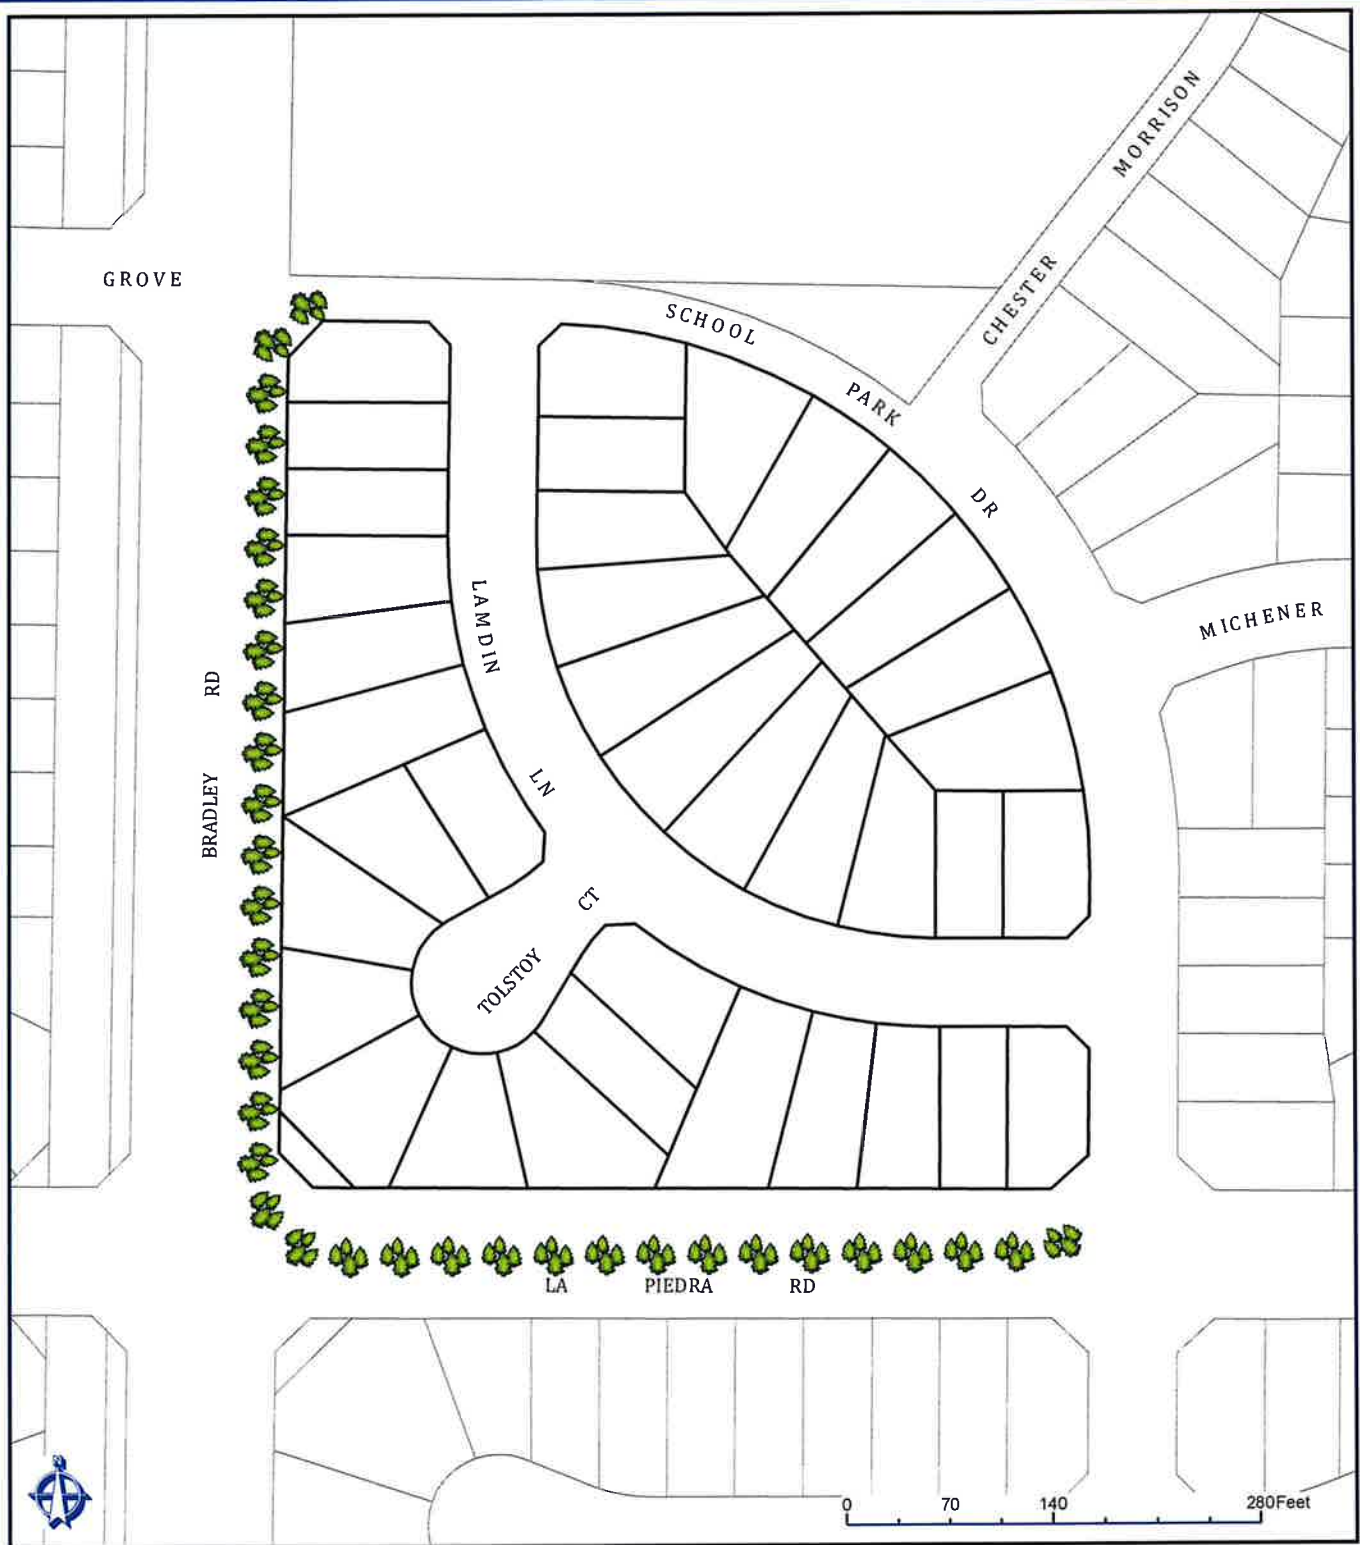 MORRISON
CHESTER
GROVE
SCHOOL
PARK
DR
MICHENER
LAMDIN
LN
RD
BRADLEY
CT
TOLSTOY
LA PIEDRA RD
N
0 70 140 280Feet